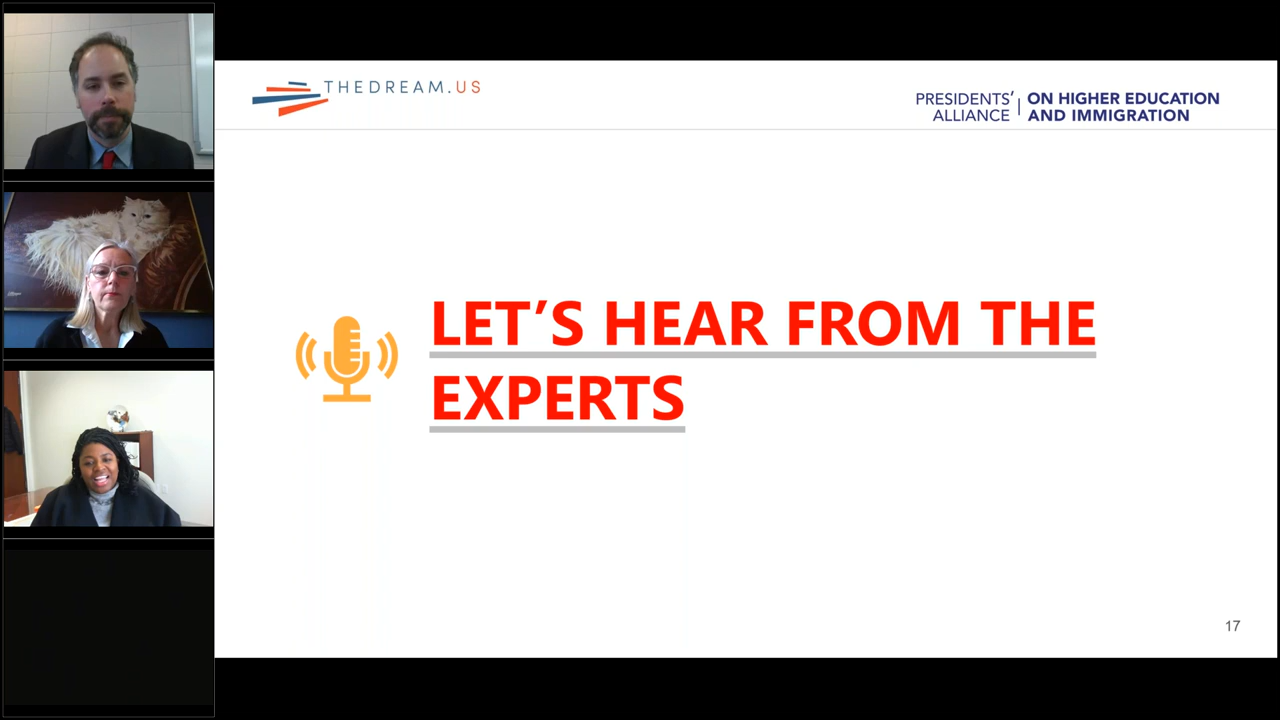 THEDREAM.US
PRESIDENTS’ ALLIANCE
ON HIGHER EDUCATION
AND IMMIGRATION
LET’S HEAR FROM THE
EXPERTS
17